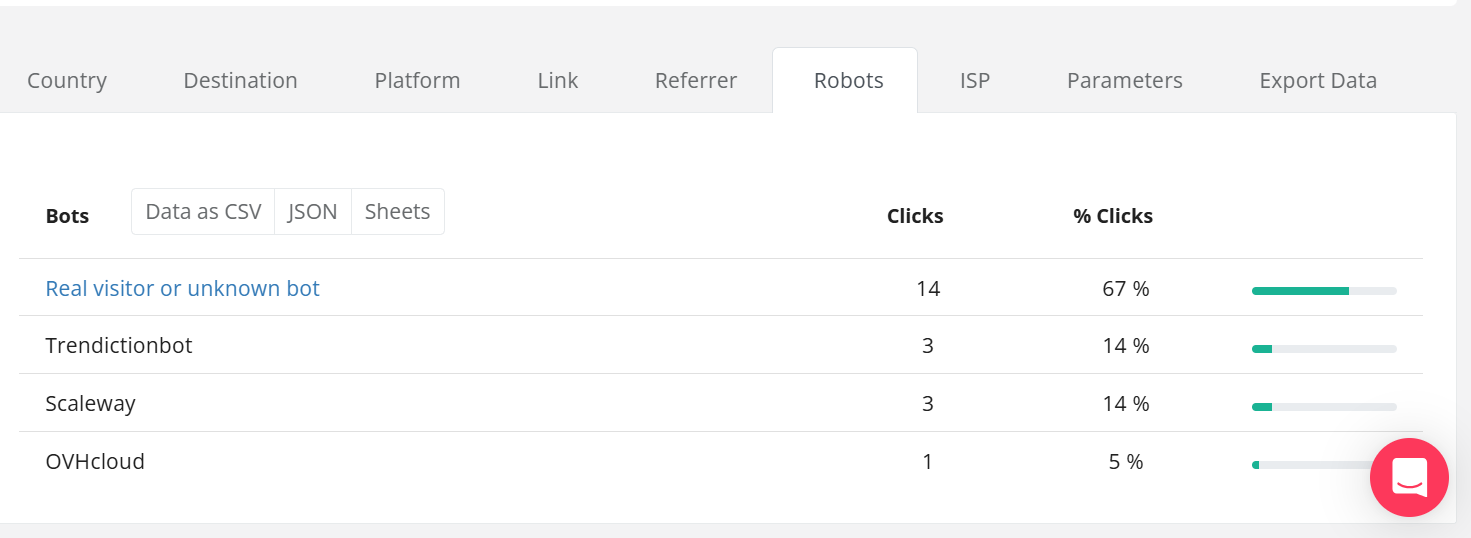 Country Destination Platform Link Referrer Robots ISP Parameters Export Data
Bots Data as CSV JSON Sheets Clicks % Clicks
Real visitor or unknown bot 14 67 %
Trendictionbot 3 14 %
Scaleway 3 14 %
OVHcloud 1 5 %